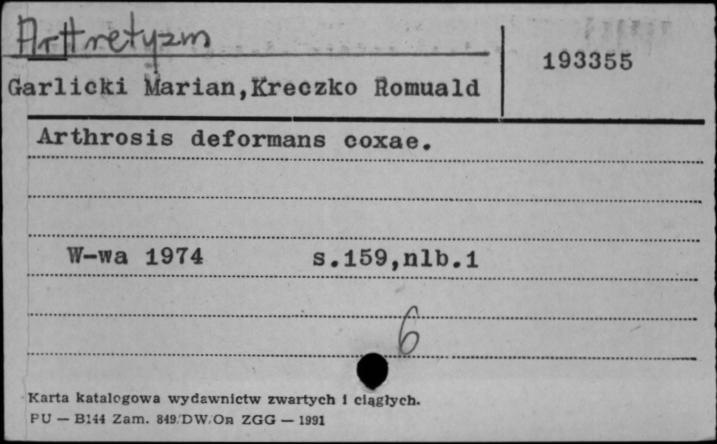 Arttretyzm
193355
Garlicki Marian,Kreczko Romuald
Arthrosis deformans coxae.
W-wa 1974 s.159,nlb.1
6
Karta katalogowa wydawnictw zwartych i ciągłych.
PU — B144 Zam. 849/DW/On ZGG — 1991